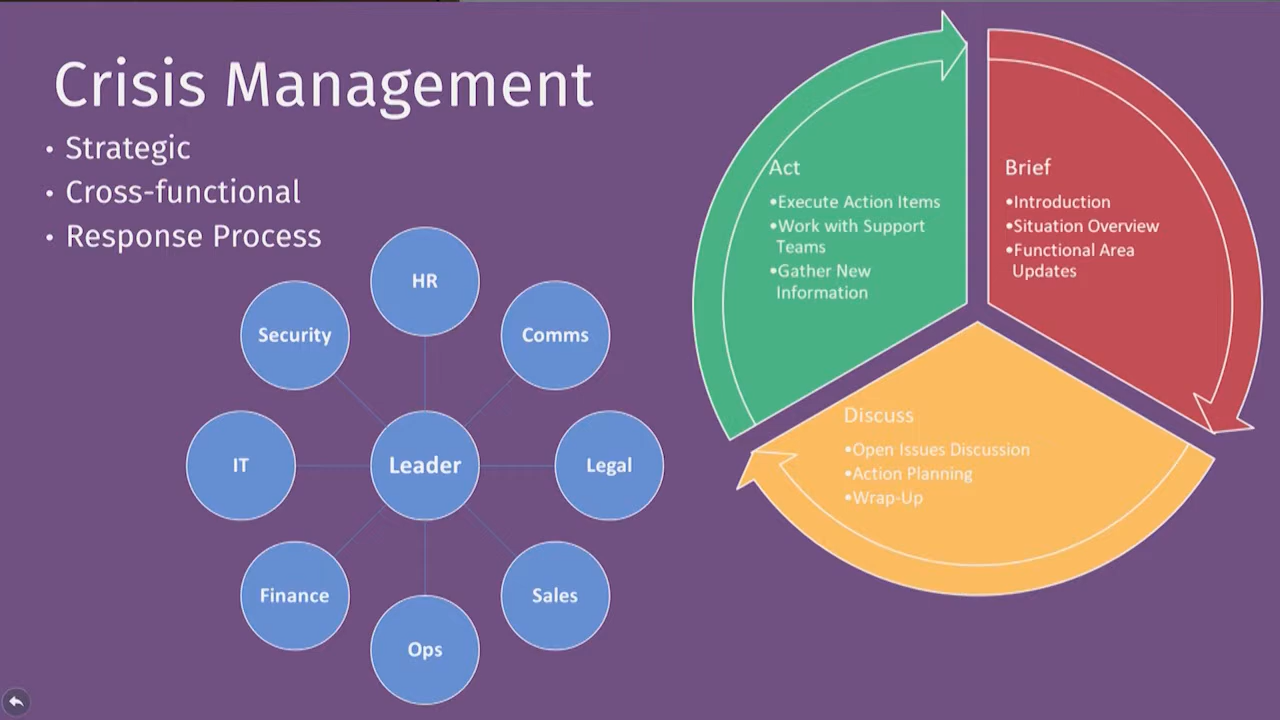 Crisis Management
• Strategic
• Cross-functional
• Response Process
HR
Security
Comms
IT
Leader
Legal
Finance
Sales
Ops
Act
•Execute Action Items
•Work with Support
Teams
•Gather New
Information
Brief
•Introduction
•Situation Overview
•Functional Area
Updates
Discuss
•Open Issues Discussion
•Action Planning
•Wrap-Up